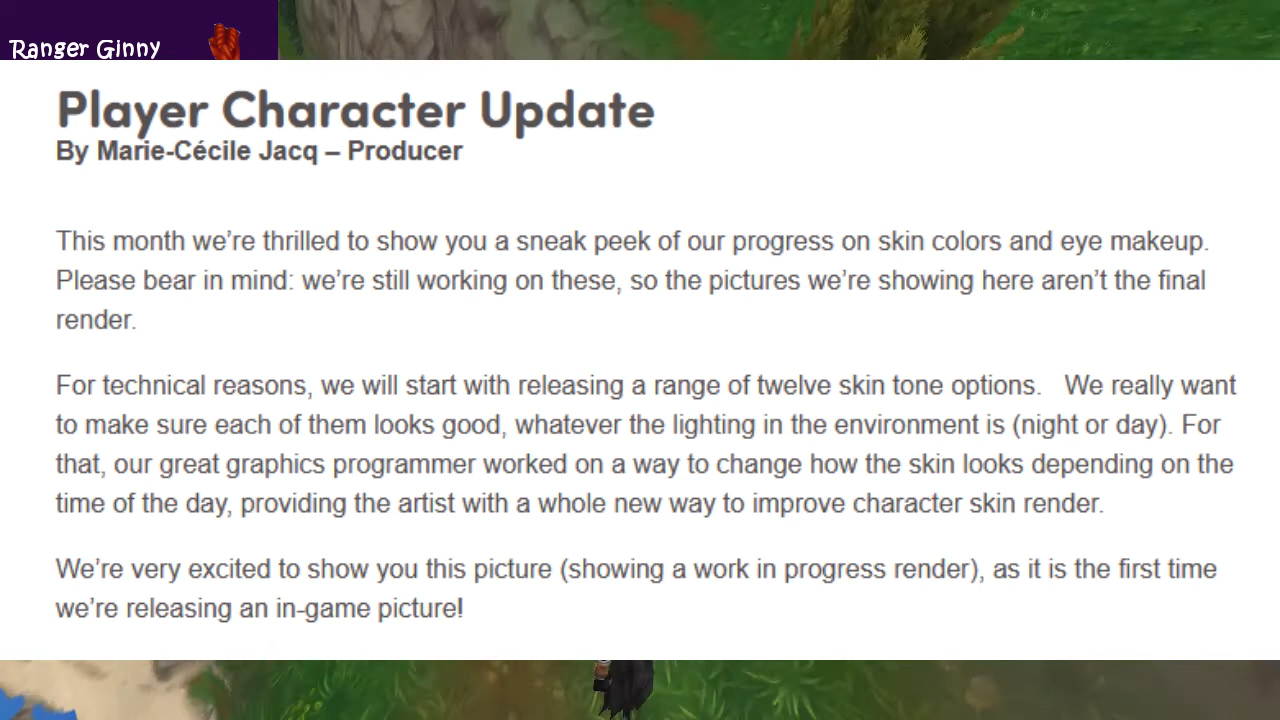 Ranger Ginny
Player Character Update
By Marie-Cécile Jacq – Producer
This month we’re thrilled to show you a sneak peek of our progress on skin colors and eye makeup.
Please bear in mind: we’re still working on these, so the pictures we’re showing here aren’t the final
render.
For technical reasons, we will start with releasing a range of twelve skin tone options. We really want
to make sure each of them looks good, whatever the lighting in the environment is (night or day). For
that, our great graphics programmer worked on a way to change how the skin looks depending on the
time of the day, providing the artist with a whole new way to improve character skin render.
We’re very excited to show you this picture (showing a work in progress render), as it is the first time
we’re releasing an in-game picture!